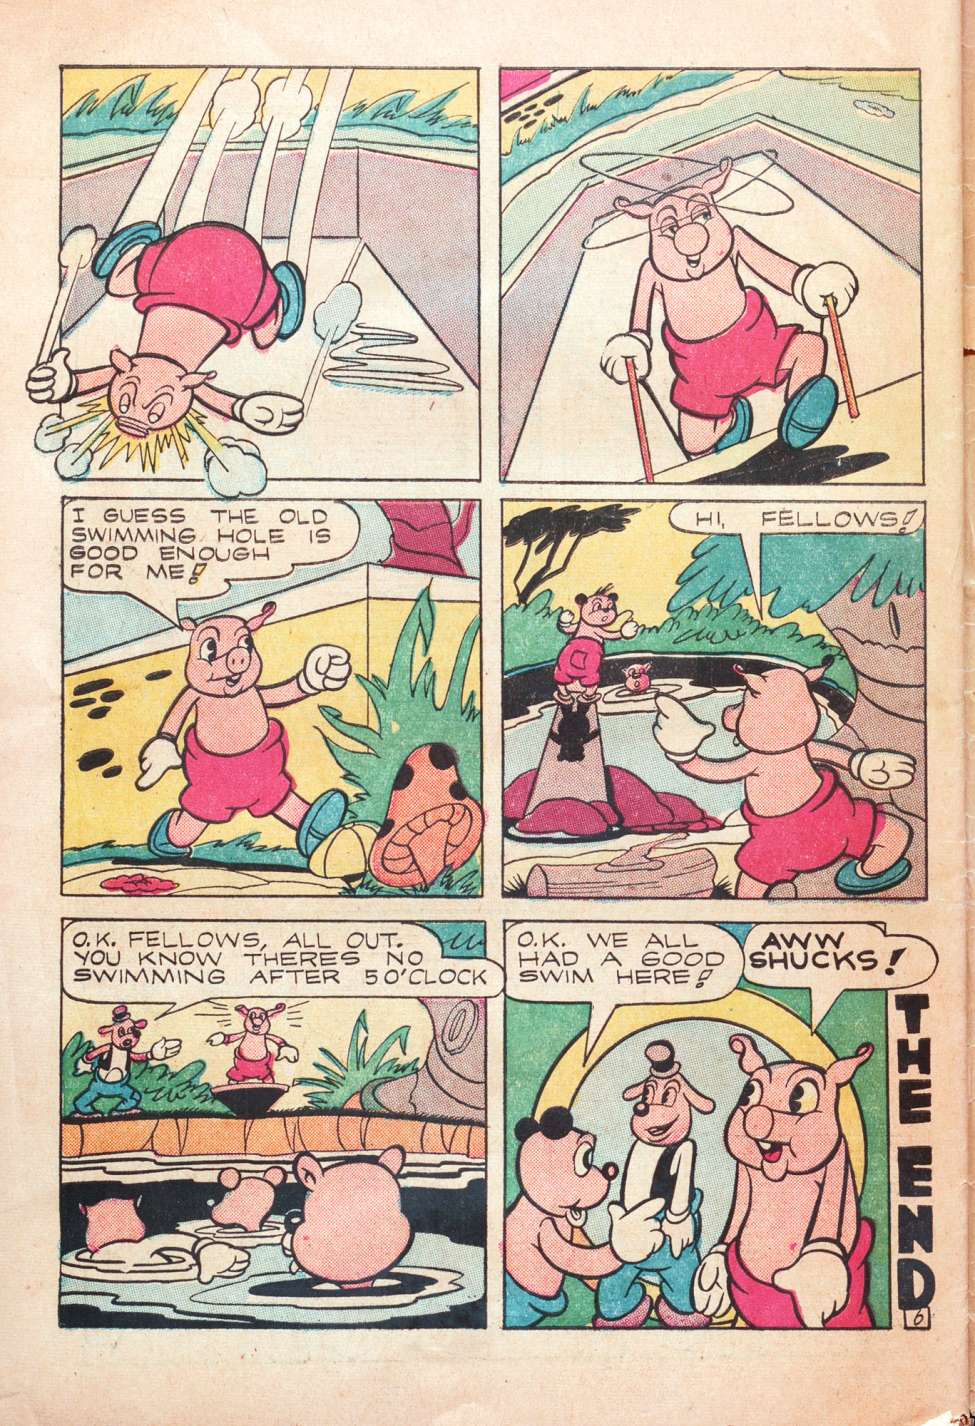 I GUESS THE OLD
SWIMMING HOLE IS
GOOD ENOUGH
FOR ME!
HI, FELLOWS!
O.K. FELLOWS, ALL OUT.
YOU KNOW THERES NO
SWIMMING AFTER 5 O'CLOCK
O.K. WE ALL
HAD A GOOD
SWIM HERE!
AWW
SHUCKS!
THE END
6